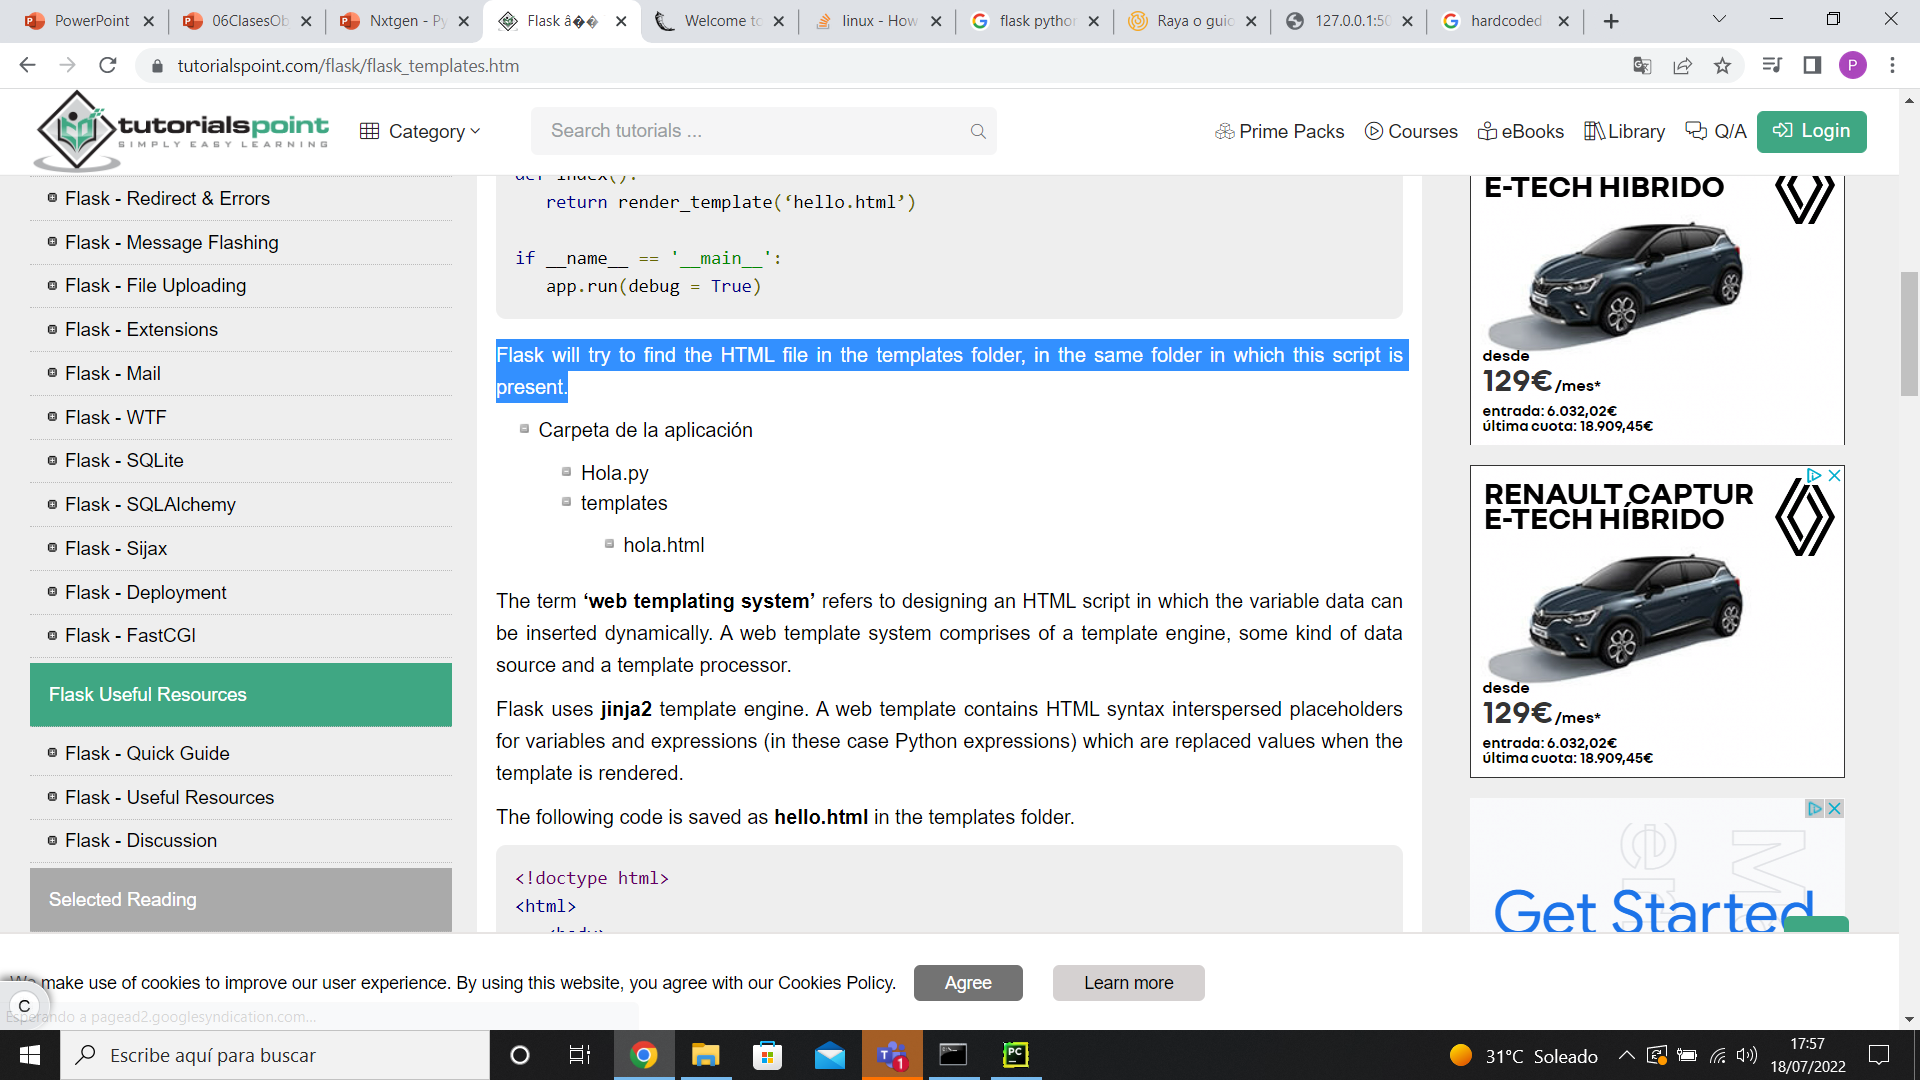 PowerPoint
06ClasesOb
Nxtgen - Py
Flask â��
Welcome to
linux - How
flask python
Raya o guio
127.0.0.1:50
hardcoded
tutorialspoint.com/flask/flask_templates.htm
P
tutorialspoint
SIMPLY EASY LEARNING
Category
Search tutorials ...
Prime Packs
Courses
eBooks
Library
Q/A
Login
Flask - Redirect & Errors
Flask - Message Flashing
Flask - File Uploading
Flask - Extensions
Flask - Mail
Flask - WTF
Flask - SQLite
Flask - SQLAlchemy
Flask - Sijax
Flask - Deployment
Flask - FastCGI
Flask Useful Resources
Flask - Quick Guide
Flask - Useful Resources
Flask - Discussion
Selected Reading
def index():
return render_template(‘hello.html’)
if __name__ == '__main__':
app.run(debug = True)
Flask will try to find the HTML file in the templates folder, in the same folder in which this script is
present.
Carpeta de la aplicación
Hola.py
templates
hola.html
The term ‘web templating system’ refers to designing an HTML script in which the variable data can
be inserted dynamically. A web template system comprises of a template engine, some kind of data
source and a template processor.
Flask uses jinja2 template engine. A web template contains HTML syntax interspersed placeholders
for variables and expressions (in these case Python expressions) which are replaced values when the
template is rendered.
The following code is saved as hello.html in the templates folder.
<!doctype html>
<html>
<body>
E-TECH HÍBRIDO
desde
129€/mes*
entrada: 6.032,02€
última cuota: 18.909,45€
RENAULT CAPTUR
E-TECH HÍBRIDO
desde
129€/mes*
entrada: 6.032,02€
última cuota: 18.909,45€
Get Started
We make use of cookies to improve our user experience. By using this website, you agree with our Cookies Policy.
Agree
Learn more
C
Esperando a pagead2.googlesyndication.com...
Escribe aquí para buscar
1
PC
31°C Soleado
17:57
18/07/2022